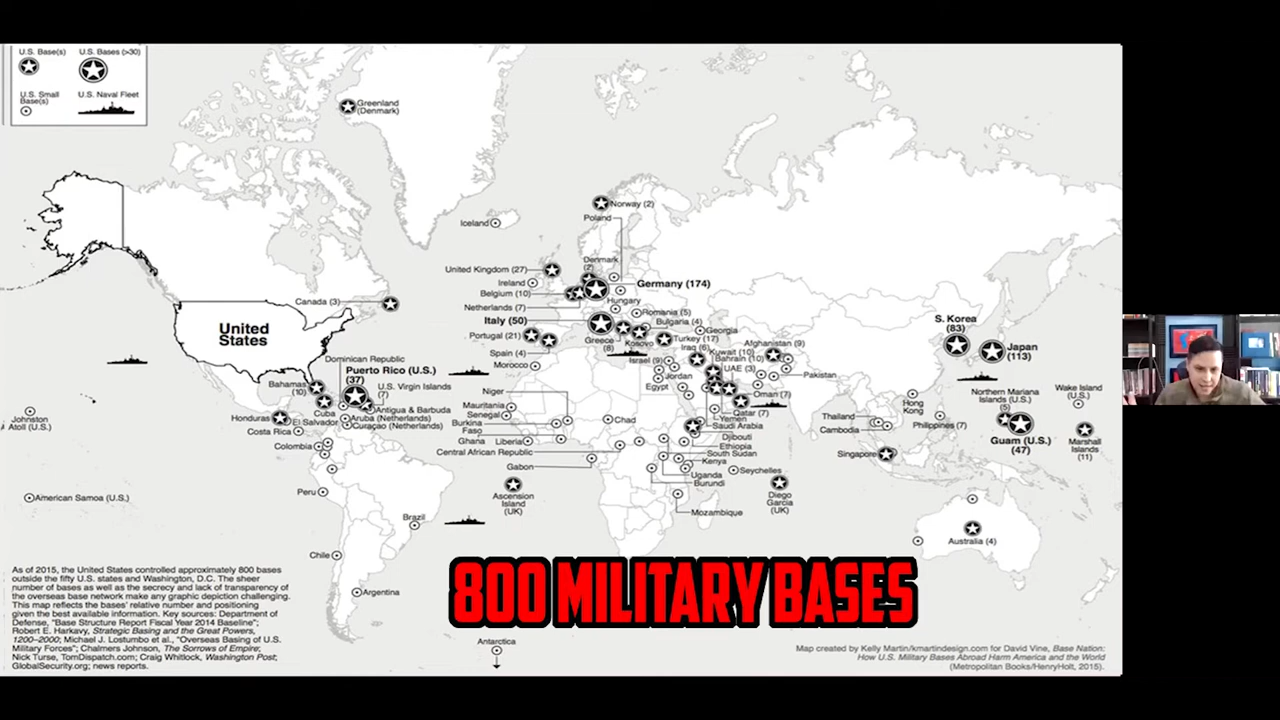 U.S. Base(s)
U.S. Bases (>30)
U.S. Small
Base(s)
U.S. Naval Fleet
Greenland
(Denmark)
Iceland
Norway (2)
Poland
Denmark
(2)
United Kingdom (27)
Ireland
Belgium (10)
Netherlands (7)
Germany (174)
Hungary
Romania (5)
Bulgaria (4)
Italy (50)
Portugal (21)
Spain (4)
Morocco
Greece
(8)
Kosovo
Georgia
Turkey (17)
Iraq (6)
Israel (9)
Kuwait (10)
Bahrain (10)
UAE (3)
Afghanistan (9)
Pakistan
Jordan
Egypt
Oman (7)
Qatar (7)
Yemen
Saudi Arabia
Djibouti
Ethiopia
South Sudan
Kenya
Uganda
Burundi
Seychelles
Mozambique
Diego
Garcia
(UK)
Canada (3)
United
States
Dominican Republic
Puerto Rico (U.S.)
(37)
U.S. Virgin Islands
(7)
Bahamas
(10)
Cuba
Antigua & Barbuda
Aruba (Netherlands)
Curaçao (Netherlands)
Honduras
El Salvador
Costa Rica
Colombia
Peru
Brazil
Chile
Argentina
Johnston
Atoll (U.S.)
American Samoa (U.S.)
Niger
Mauritania
Senegal
Burkina
Faso
Ghana
Liberia
Chad
Central African Republic
Gabon
Ascension
Island
(UK)
S. Korea
(83)
Japan
(113)
Hong
Kong
Thailand
Cambodia
Philippines (7)
Singapore
Northern Mariana
Islands (U.S.)
(5)
Guam (U.S.)
(47)
Wake Island
(U.S.)
Marshall
Islands
(11)
Australia (4)
Antarctica
800 MILITARY BASES
As of 2015, the United States controlled approximately 800 bases
outside the fifty U.S. states and Washington, D.C. The sheer
number of bases as well as the secrecy and lack of transparency of
the overseas base network make any graphic depiction challenging.
This map reflects the bases' relative number and positioning
given the best available information. Key sources: Department of
Defense, "Base Structure Report Fiscal Year 2014 Baseline";
Robert E. Harkavy, Strategic Basing and the Great Powers,
1200–2000; Michael J. Lostumbo et al., "Overseas Basing of U.S.
Military Forces"; Chalmers Johnson, The Sorrows of Empire;
Nick Turse, TomDispatch.com; Craig Whitlock, Washington Post;
GlobalSecurity.org; news reports.
Map created by Kelly Martin/kmartindesign.com for David Vine, Base Nation:
How U.S. Military Bases Abroad Harm America and the World
(Metropolitan Books/HenryHolt, 2015).